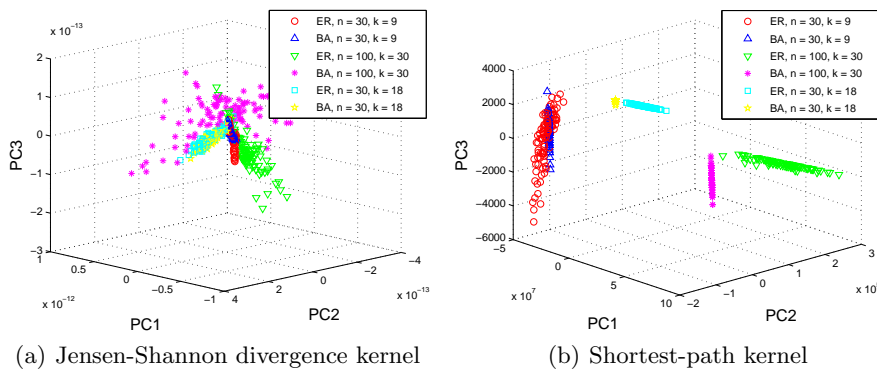 x 10⁻¹³
ER, n = 30, k = 9
BA, n = 30, k = 9
ER, n = 100, k = 30
BA, n = 100, k = 30
ER, n = 30, k = 18
BA, n = 30, k = 18
2
1
0
−1
−2
−3
PC3
1
0.5
0
−0.5
−1
x 10⁻¹²
PC1
4
2
0
−2
−4
x 10⁻¹³
PC2
(a) Jensen-Shannon divergence kernel
ER, n = 30, k = 9
BA, n = 30, k = 9
ER, n = 100, k = 30
BA, n = 100, k = 30
ER, n = 30, k = 18
BA, n = 30, k = 18
4000
2000
0
−2000
−4000
−6000
PC3
−5
0
5
10
x 10⁷
PC1
−2
−1
0
1
2
3
PC2
(b) Shortest-path kernel